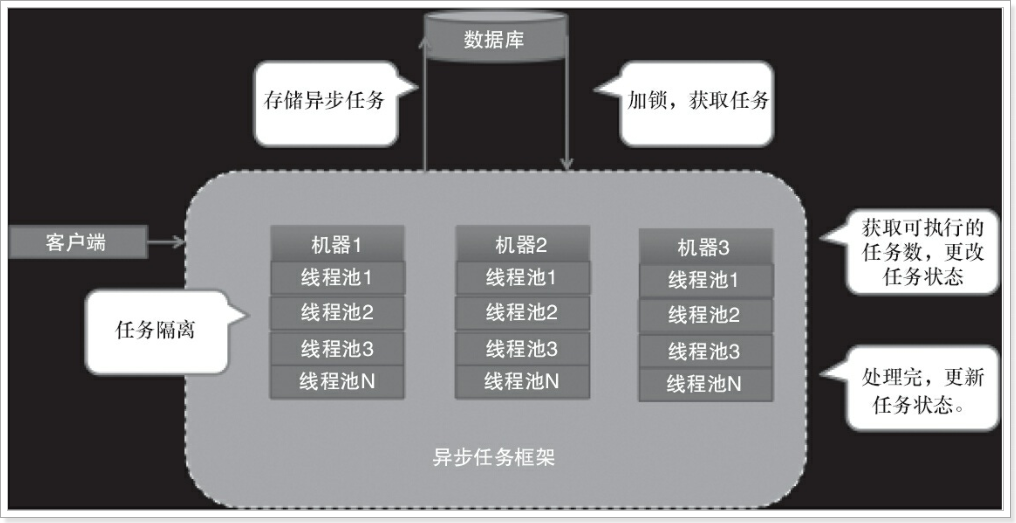 数据库
存储异步任务
加锁，获取任务
客户端
任务隔离
机器1
线程池1
线程池2
线程池3
线程池N
机器2
线程池1
线程池2
线程池3
线程池N
机器3
线程池1
线程池2
线程池3
线程池N
获取可执行的
任务数，更改
任务状态
处理完，更新
任务状态。
异步任务框架